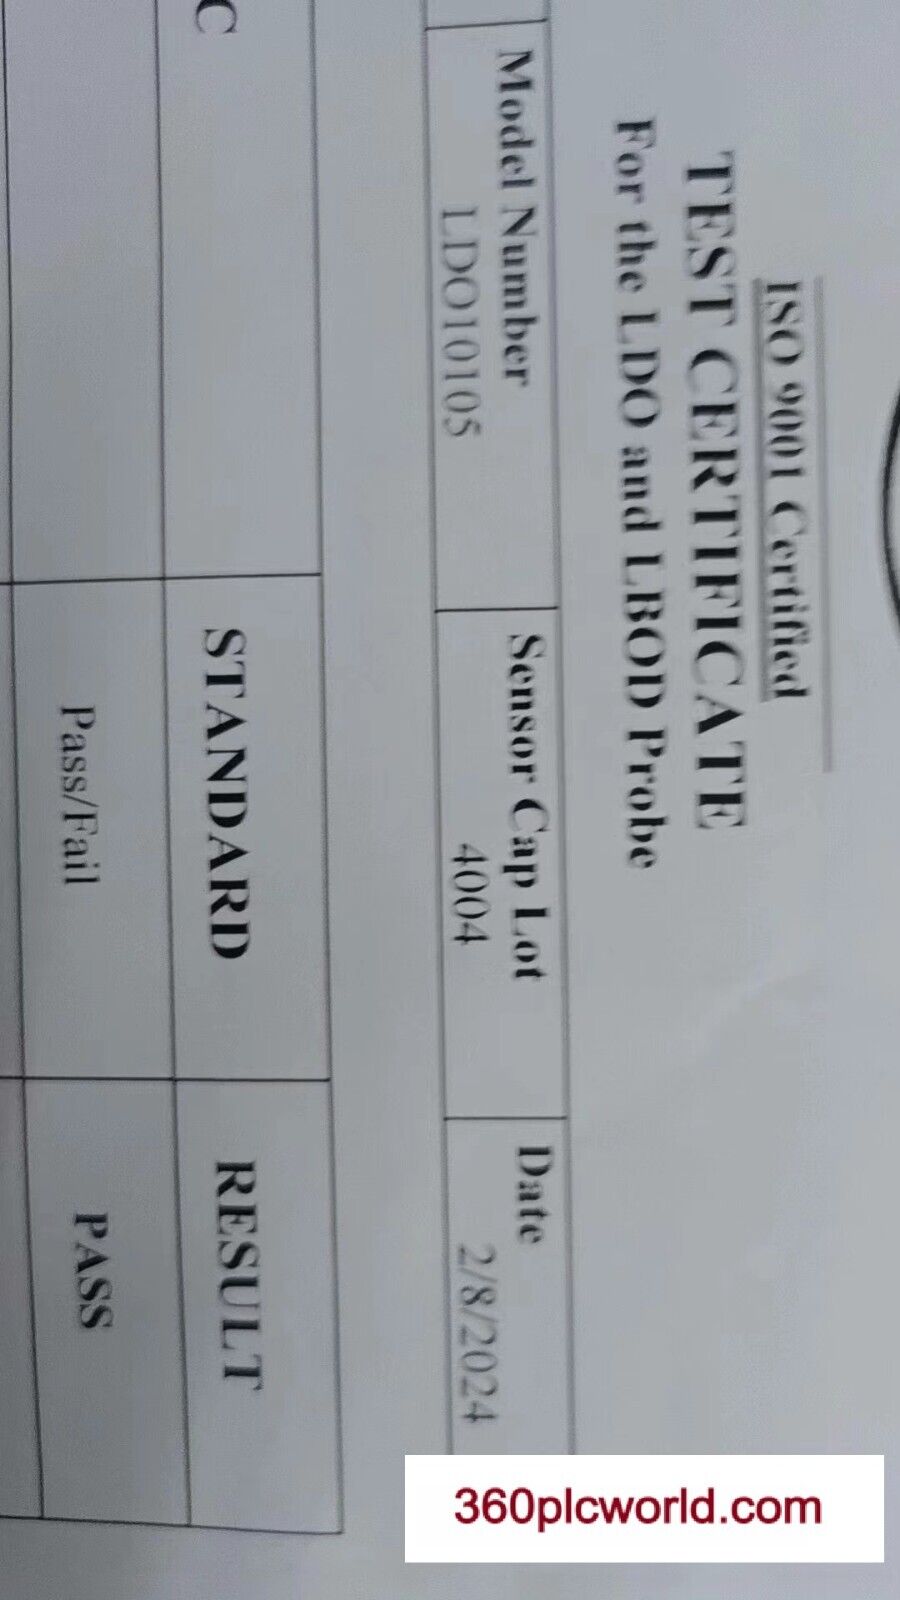 ISO 9001 Certified
TEST CERTIFICATE
For the LDO and LBOD Probe
Model Number Sensor Cap Lot Date
LDO10105 4004 2/8/2024
C STANDARD RESULT
Pass/Fail PASS
360plcworld.com